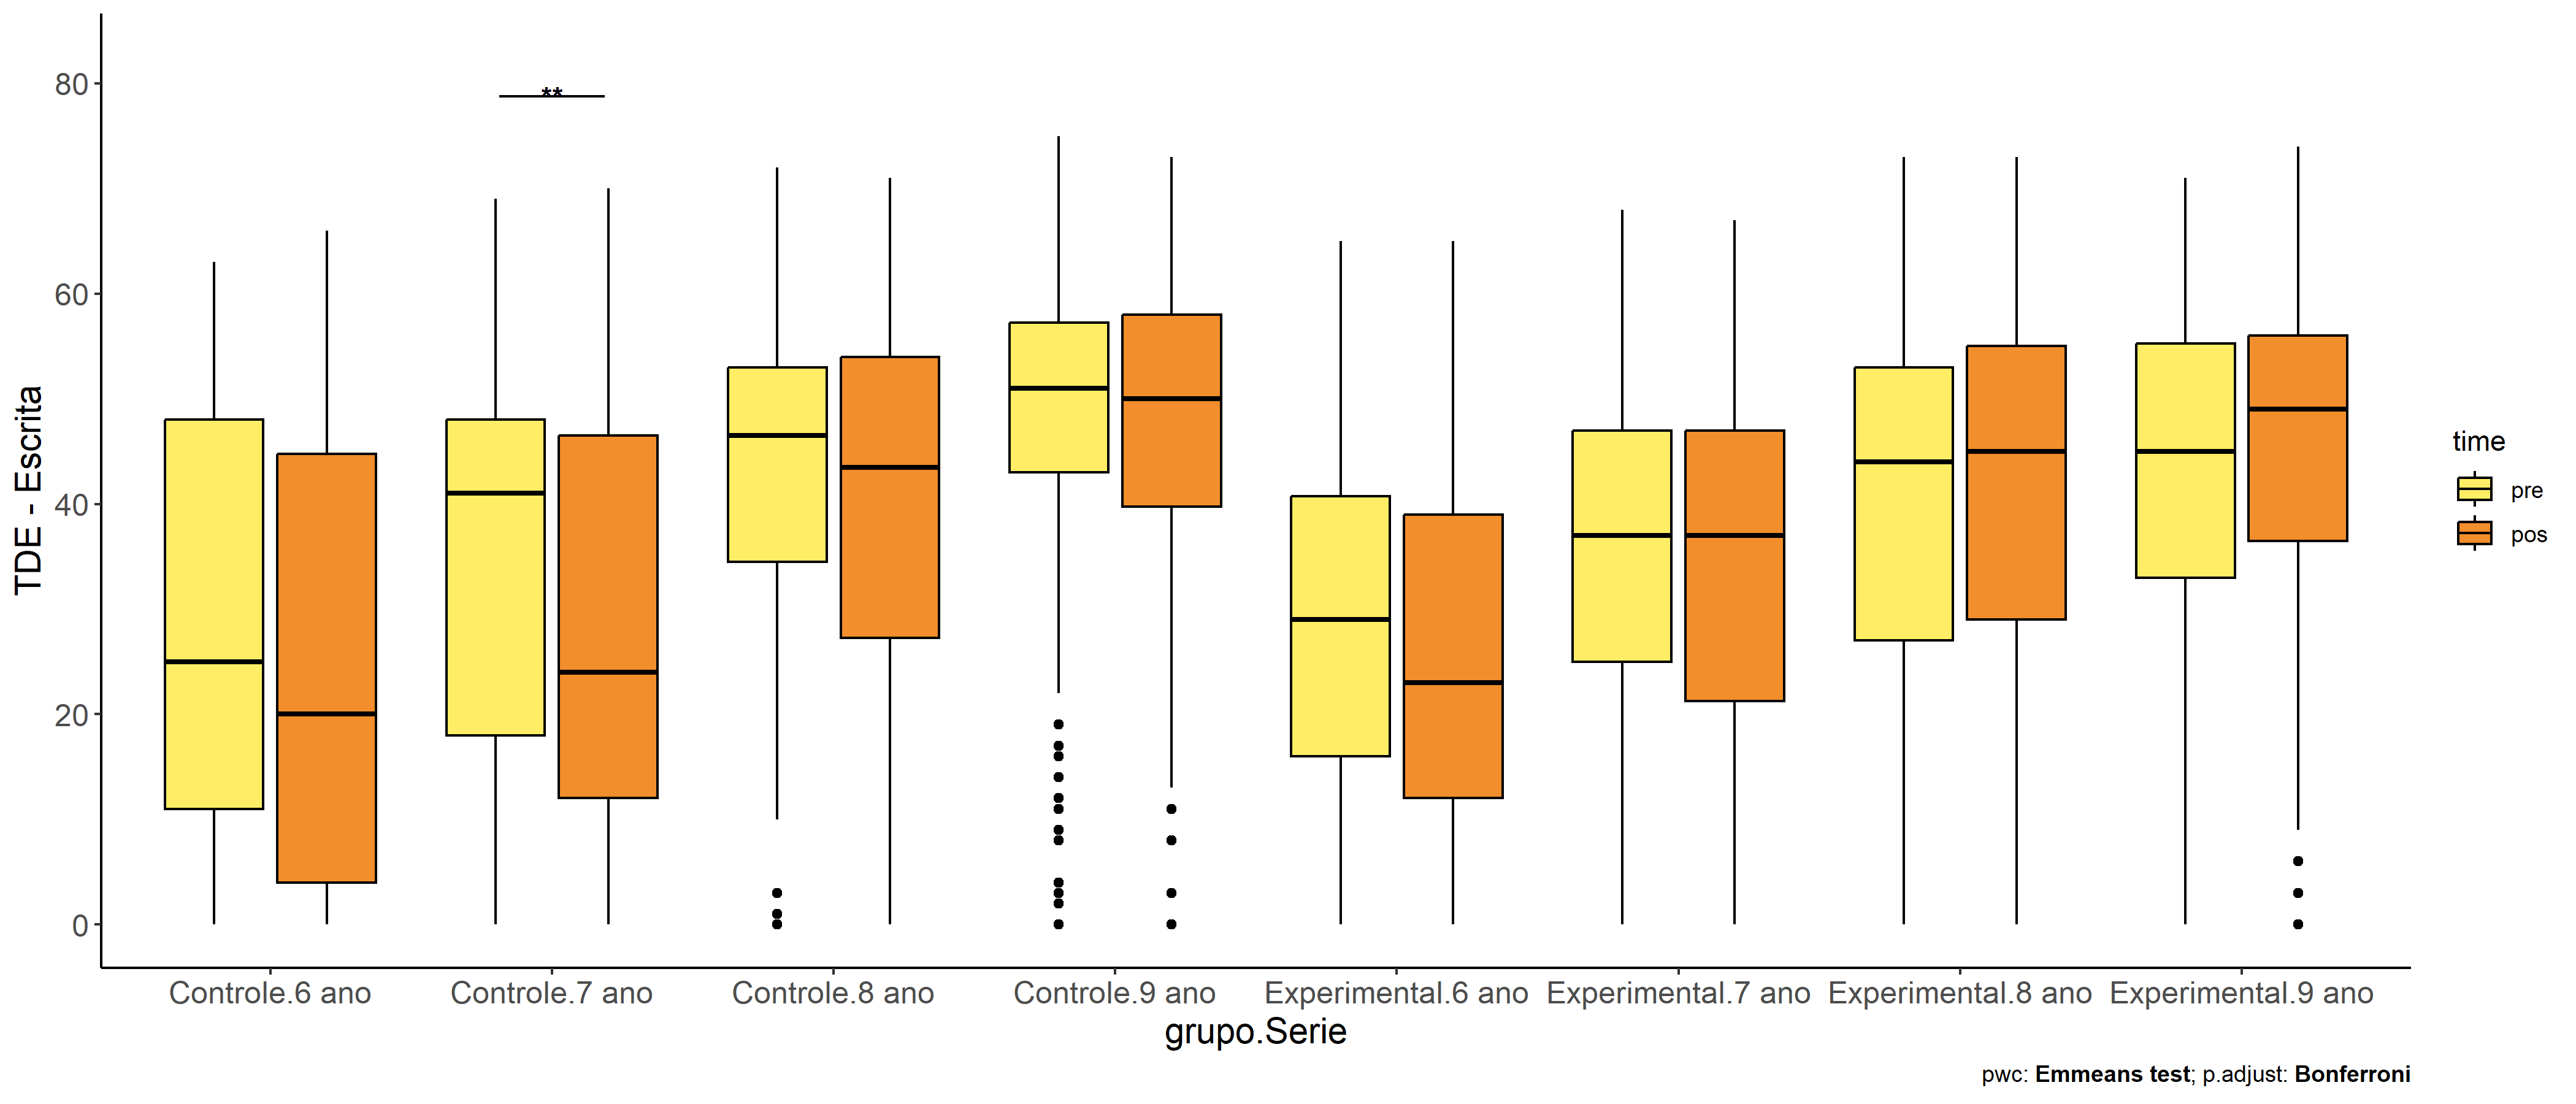 TDE - Escrita
80
60
40
20
0
**
Controle.6 ano
Controle.7 ano
Controle.8 ano
Controle.9 ano
Experimental.6 ano
Experimental.7 ano
Experimental.8 ano
Experimental.9 ano
grupo.Serie
time
pre
pos
pwc: Emmeans test; p.adjust: Bonferroni